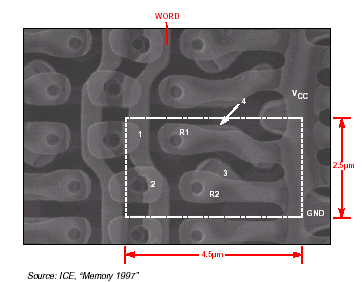 WORD
VCC
4
1
R1
2.5µm
3
2
R2
GND
4.5µm
Source: ICE, "Memory 1997"